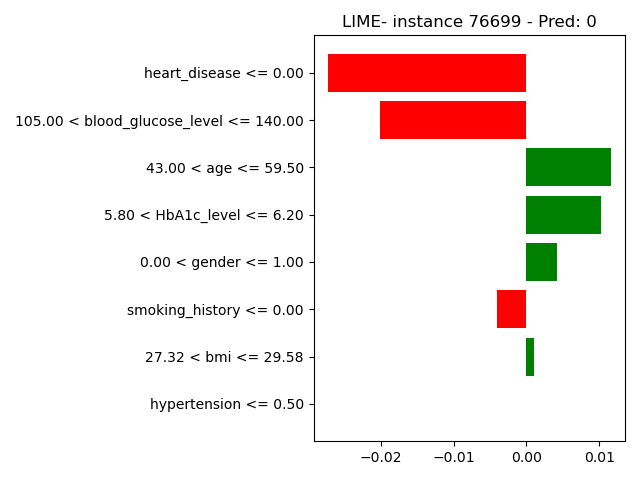 LIME- instance 76699 - Pred: 0
heart_disease <= 0.00
105.00 < blood_glucose_level <= 140.00
43.00 < age <= 59.50
5.80 < HbA1c_level <= 6.20
0.00 < gender <= 1.00
smoking_history <= 0.00
27.32 < bmi <= 29.58
hypertension <= 0.50
−0.02 −0.01 0.00 0.01